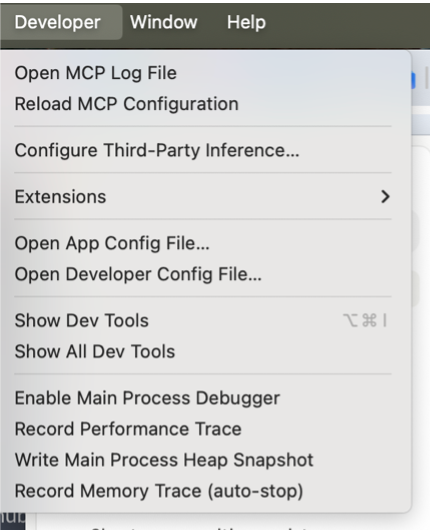 Developer Window Help
Open MCP Log File
Reload MCP Configuration
Configure Third-Party Inference...
Extensions
Open App Config File...
Open Developer Config File...
Show Dev Tools ⌥⌘I
Show All Dev Tools
Enable Main Process Debugger
Record Performance Trace
Write Main Process Heap Snapshot
Record Memory Trace (auto-stop)